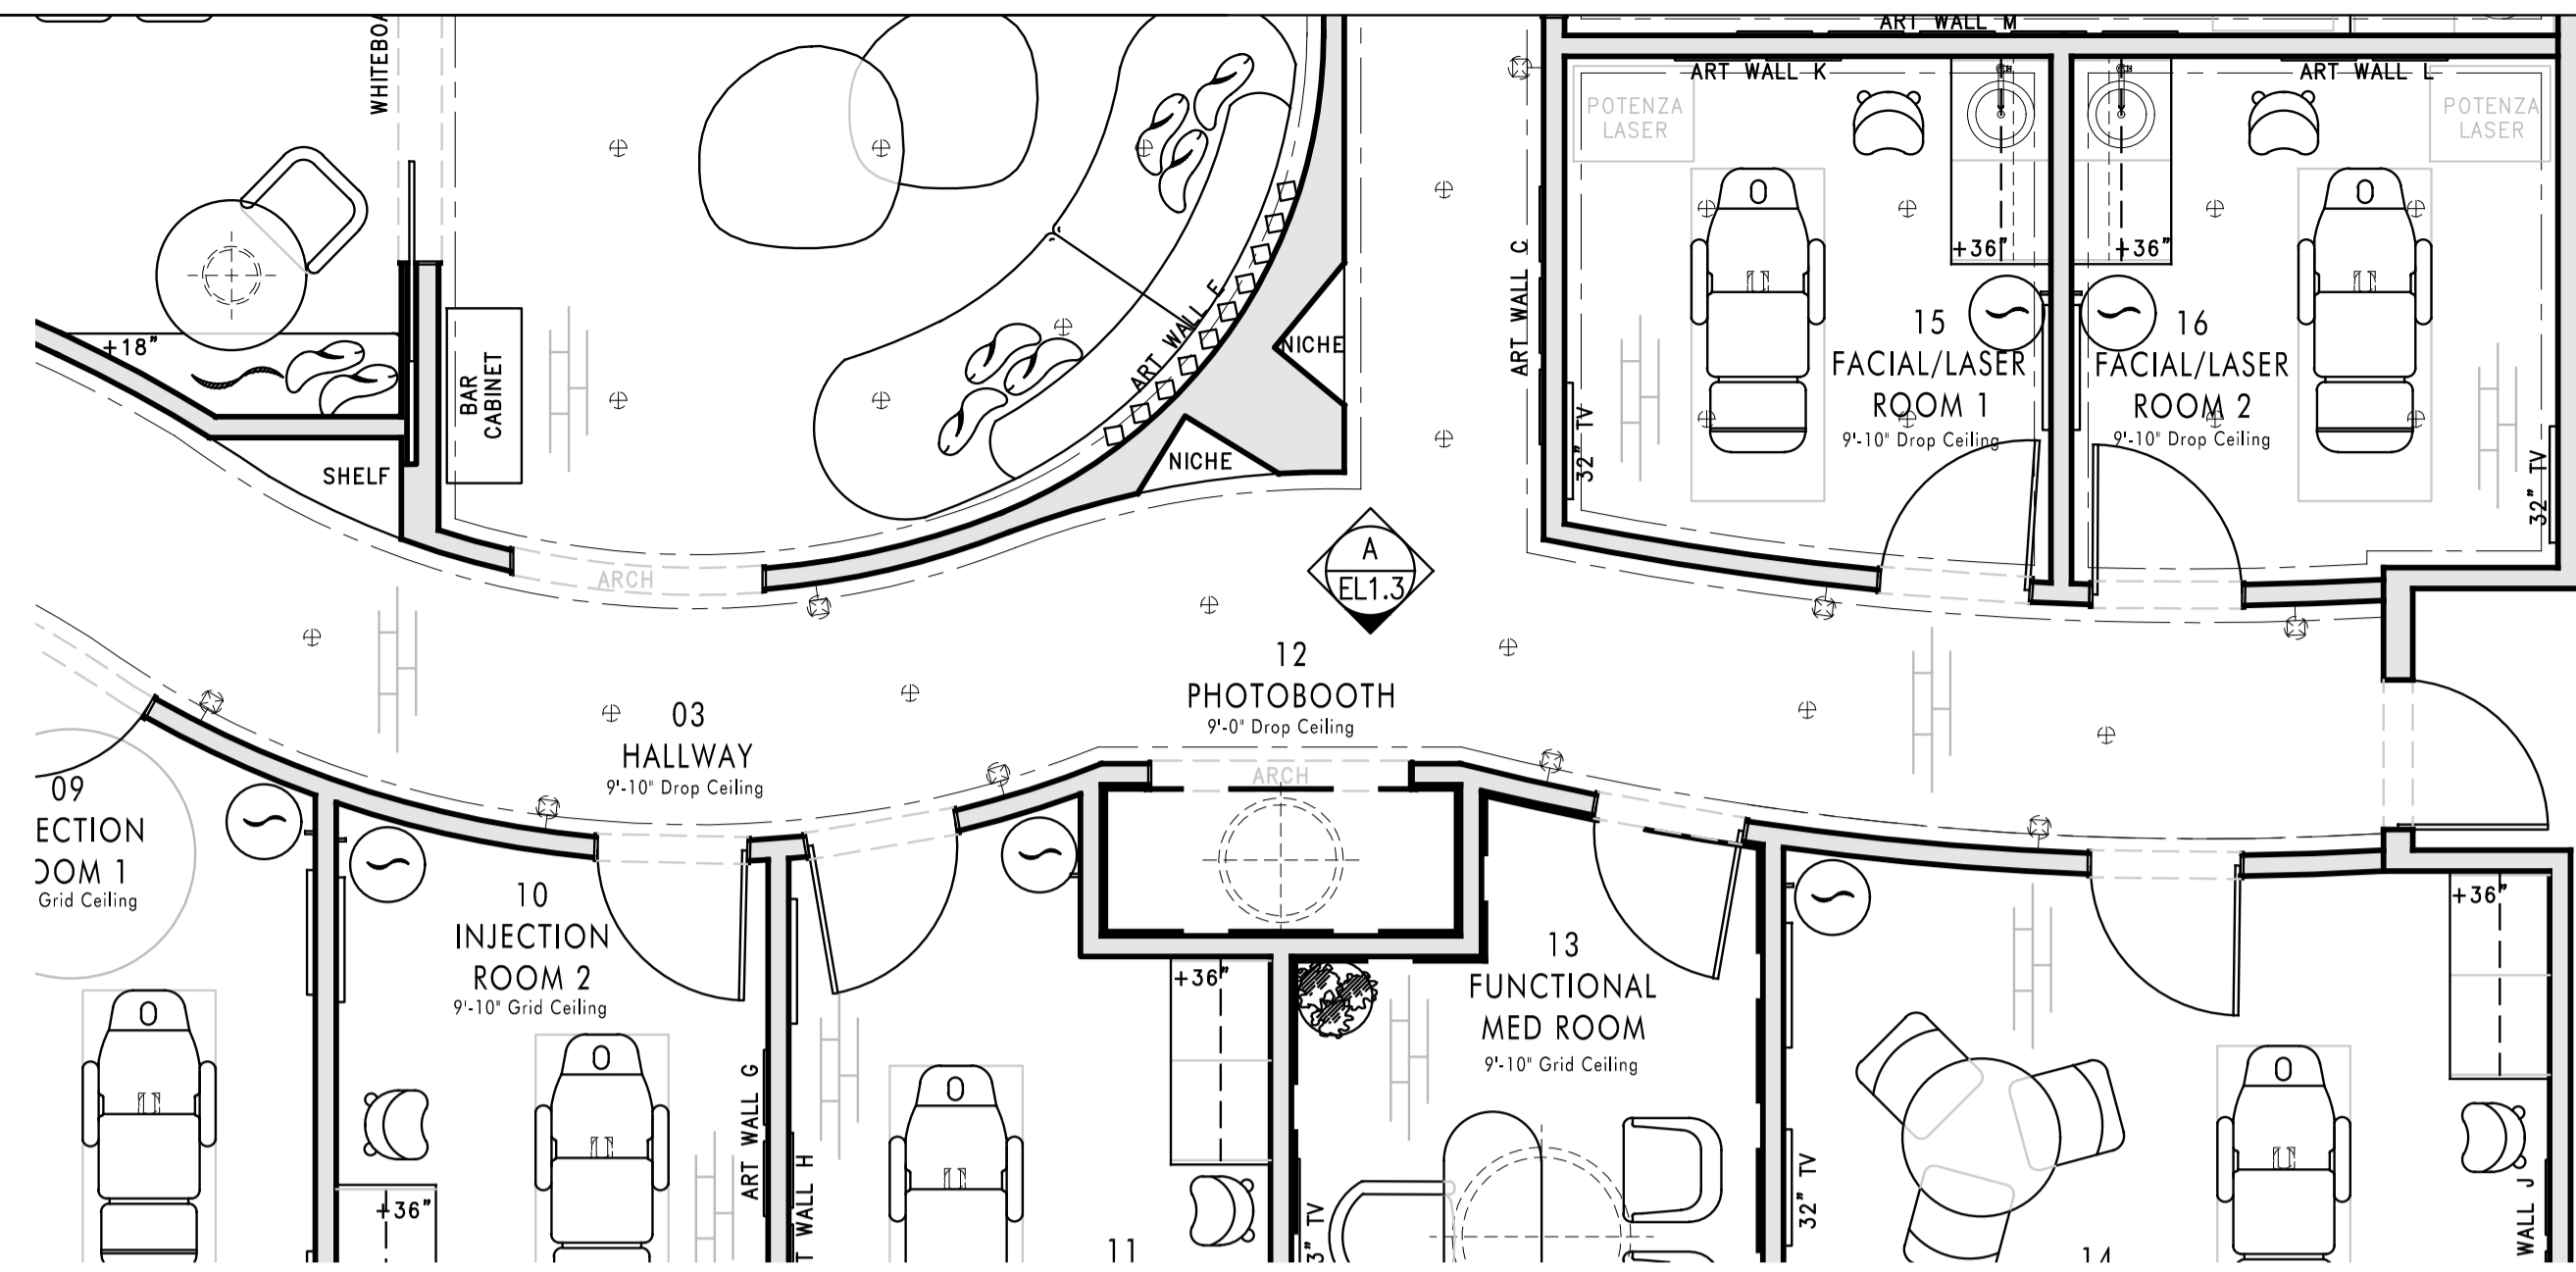 WHITEBOA
ART WALL M
ART WALL K
ART WALL L
POTENZA
LASER
POTENZA
LASER
+36"
+36"
ART WALL C
ART WALL E
NICHE
NICHE
+18"
BAR
CABINET
SHELF
15
FACIAL/LASER
ROOM 1
9'-10" Drop Ceiling
16
FACIAL/LASER
ROOM 2
9'-10" Drop Ceiling
32" TV
32" TV
ARCH
A
EL1.3
12
PHOTOBOOTH
9'-0" Drop Ceiling
03
HALLWAY
9'-10" Drop Ceiling
ARCH
09
ECTION
OOM 1
Grid Ceiling
10
INJECTION
ROOM 2
9'-10" Grid Ceiling
13
FUNCTIONAL
MED ROOM
9'-10" Grid Ceiling
+36"
+36"
+36"
ART WALL G
T WALL H
3" TV
32" TV
WALL J
11
14